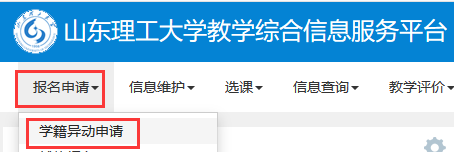 山东理工大学教学综合信息服务平台
报名申请 信息维护 选课 信息查询 教学评价
学籍异动申请